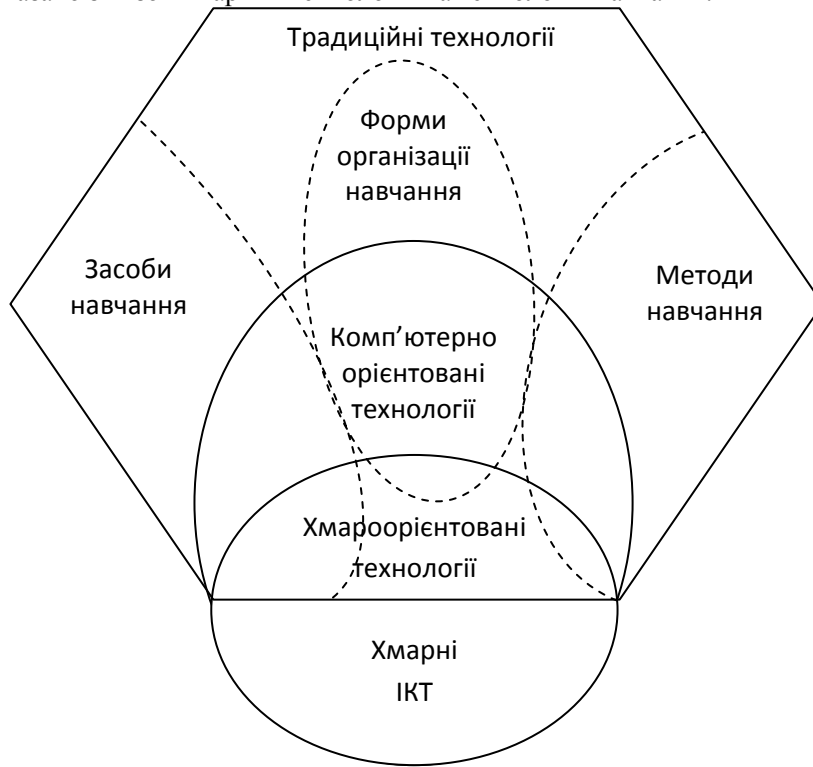 Традиційні технології
Форми
організації
навчання
Засоби
навчання
Методи
навчання
Комп’ютерно
орієнтовані
технології
Хмароорієнтовані
технології
Хмарні
ІКТ